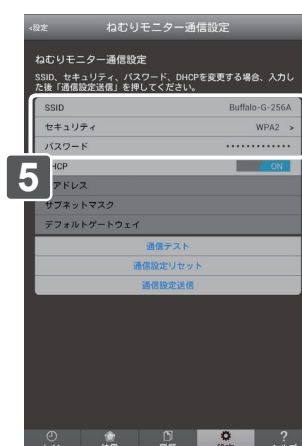 <設定 ねむりモニター通信設定
ねむりモニター通信設定
SSID、セキュリティ、パスワード、DHCPを変更する場合、入力し
た後「通信設定送信」を押してください。
SSID Buffalo-G-256A
セキュリティ WPA2 >
パスワード •••••••••••••
HCP ON
5
アドレス
サブネットマスク
デフォルトゲートウェイ
通信テスト
通信設定リセット
通信設定送信
?